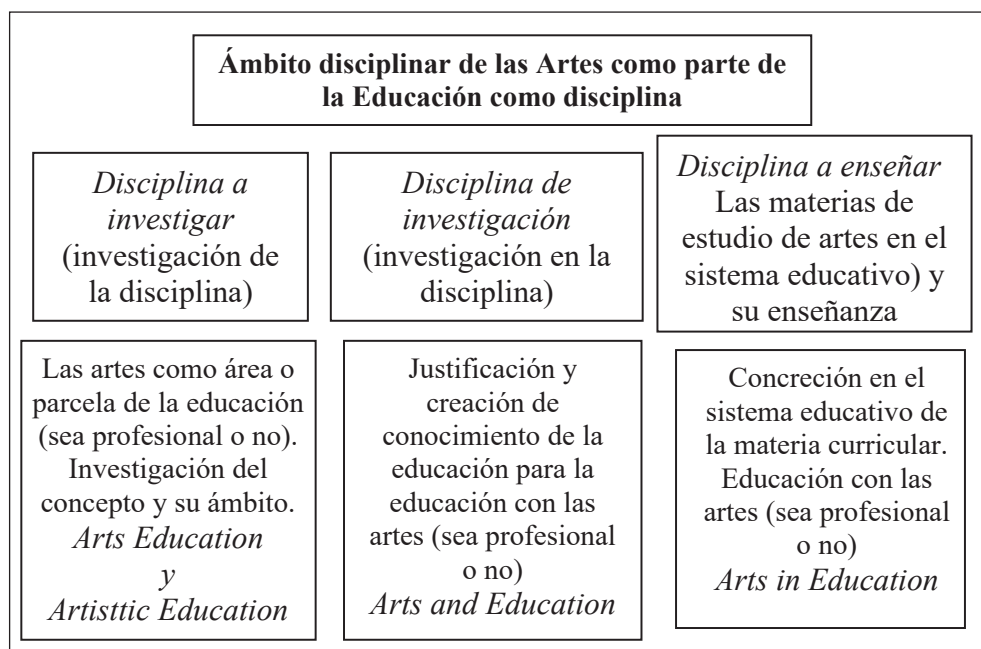 Ámbito disciplinar de las Artes como parte de
la Educación como disciplina
Disciplina a
investigar
(investigación de
la disciplina)
Disciplina de
investigación
(investigación en la
disciplina)
Disciplina a enseñar
Las materias de
estudio de artes en el
sistema educativo) y
su enseñanza
Las artes como área o
parcela de la educación
(sea profesional o no).
Investigación del
concepto y su ámbito.
Arts Education
y
Artisttic Education
Justificación y
creación de
conocimiento de la
educación para la
educación con las
artes (sea profesional
o no)
Arts and Education
Concreción en el
sistema educativo de
la materia curricular.
Educación con las
artes (sea profesional
o no)
Arts in Education